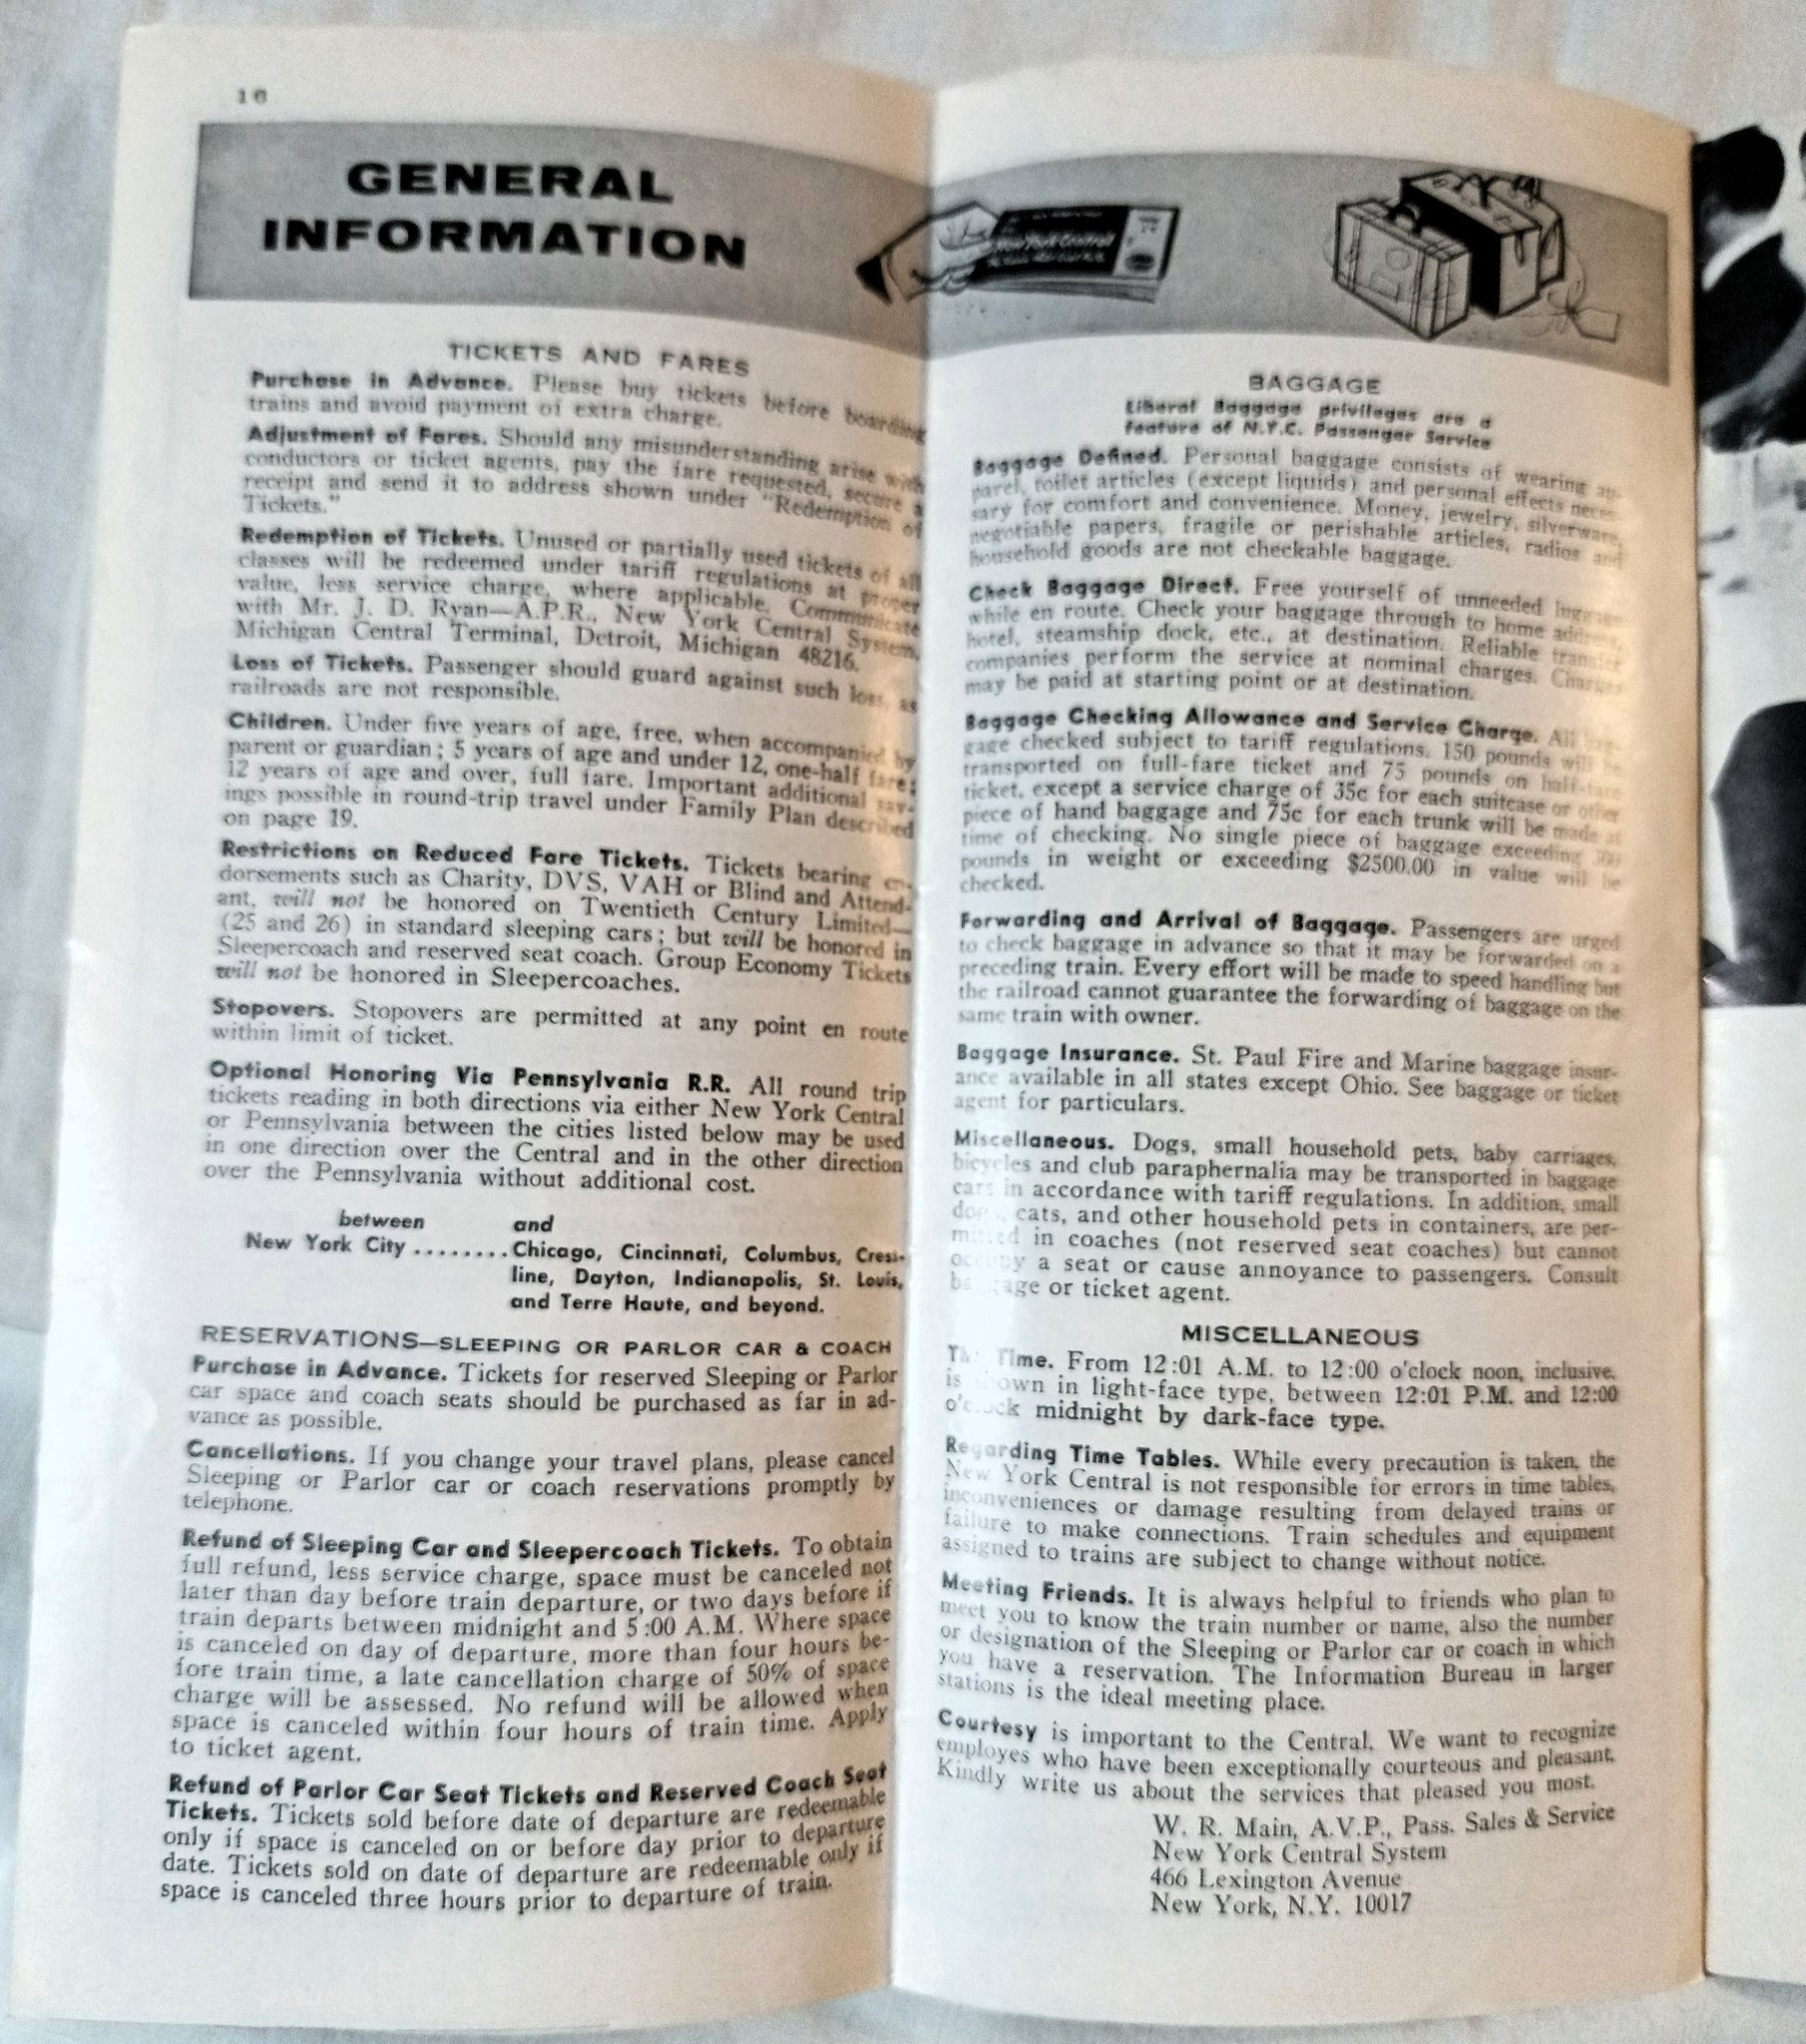 16
GENERAL
INFORMATION
New York Central
TICKETS AND FARES
Purchase in Advance. Please buy tickets before boarding
trains and avoid payment of extra charge.
Adjustment of Fares. Should any misunderstanding arise with
conductors or ticket agents, pay the fare requested, secure a
receipt and send it to address shown under "Redemption of
Tickets."
Redemption of Tickets. Unused or partially used tickets of all
classes will be redeemed under tariff regulations at proper
value, less service charge, where applicable. Communicate
with Mr. J. D. Ryan—A.P.R., New York Central System,
Michigan Central Terminal, Detroit, Michigan 48216.
Loss of Tickets. Passenger should guard against such loss, as
railroads are not responsible.
Children. Under five years of age, free, when accompanied by
parent or guardian; 5 years of age and under 12, one-half fare;
12 years of age and over, full fare. Important additional sav-
ings possible in round-trip travel under Family Plan described
on page 19.
Restrictions on Reduced Fare Tickets. Tickets bearing en-
dorsements such as Charity, DVS, VAH or Blind and Attend-
ant, will not be honored on Twentieth Century Limited—
(25 and 26) in standard sleeping cars; but will be honored in
Sleepercoach and reserved seat coach. Group Economy Tickets
will not be honored in Sleepercoaches.
Stopovers. Stopovers are permitted at any point en route
within limit of ticket.
Optional Honoring Via Pennsylvania R.R. All round trip
tickets reading in both directions via either New York Central
or Pennsylvania between the cities listed below may be used
in one direction over the Central and in the other direction
over the Pennsylvania without additional cost.
between and
New York City ........ Chicago, Cincinnati, Columbus, Crest-
line, Dayton, Indianapolis, St. Louis,
and Terre Haute, and beyond.
RESERVATIONS—SLEEPING OR PARLOR CAR & COACH
Purchase in Advance. Tickets for reserved Sleeping or Parlor
car space and coach seats should be purchased as far in ad-
vance as possible.
Cancellations. If you change your travel plans, please cancel
Sleeping or Parlor car or coach reservations promptly by
telephone.
Refund of Sleeping Car and Sleepercoach Tickets. To obtain
full refund, less service charge, space must be canceled not
later than day before train departure, or two days before if
train departs between midnight and 5:00 A.M. Where space
is canceled on day of departure, more than four hours be-
fore train time, a late cancellation charge of 50% of space
charge will be assessed. No refund will be allowed when
space is canceled within four hours of train time. Apply
to ticket agent.
Refund of Parlor Car Seat Tickets and Reserved Coach Seat
Tickets. Tickets sold before date of departure are redeemable
only if space is canceled on or before day prior to departure
date. Tickets sold on date of departure are redeemable only if
space is canceled three hours prior to departure of train.
BAGGAGE
Liberal Baggage privileges are a
feature of N.Y.C. Passenger Service
Baggage Defined. Personal baggage consists of wearing ap-
parel, toilet articles (except liquids) and personal effects neces-
sary for comfort and convenience. Money, jewelry, silverware,
negotiable papers, fragile or perishable articles, radios and
household goods are not checkable baggage.
Check Baggage Direct. Free yourself of unneeded luggage
while en route. Check your baggage through to home address,
hotel, steamship dock, etc., at destination. Reliable transfer
companies perform the service at nominal charges. Charges
may be paid at starting point or at destination.
Baggage Checking Allowance and Service Charge. All bag-
gage checked subject to tariff regulations. 150 pounds will be
transported on full-fare ticket and 75 pounds on half-fare
ticket, except a service charge of 35c for each suitcase or other
piece of hand baggage and 75c for each trunk will be made at
time of checking. No single piece of baggage exceeding 300
pounds in weight or exceeding $2500.00 in value will be
checked.
Forwarding and Arrival of Baggage. Passengers are urged
to check baggage in advance so that it may be forwarded on a
preceding train. Every effort will be made to speed handling but
the railroad cannot guarantee the forwarding of baggage on the
same train with owner.
Baggage Insurance. St. Paul Fire and Marine baggage insur-
ance available in all states except Ohio. See baggage or ticket
agent for particulars.
Miscellaneous. Dogs, small household pets, baby carriages,
bicycles and club paraphernalia may be transported in baggage
cars in accordance with tariff regulations. In addition, small
dogs, cats, and other household pets in containers, are per-
mitted in coaches (not reserved seat coaches) but cannot
occupy a seat or cause annoyance to passengers. Consult
baggage or ticket agent.
MISCELLANEOUS
The Time. From 12:01 A.M. to 12:00 o'clock noon, inclusive,
is shown in light-face type, between 12:01 P.M. and 12:00
o'clock midnight by dark-face type.
Regarding Time Tables. While every precaution is taken, the
New York Central is not responsible for errors in time tables,
inconveniences or damage resulting from delayed trains or
failure to make connections. Train schedules and equipment
assigned to trains are subject to change without notice.
Meeting Friends. It is always helpful to friends who plan to
meet you to know the train number or name, also the number
or designation of the Sleeping or Parlor car or coach in which
you have a reservation. The Information Bureau in larger
stations is the ideal meeting place.
Courtesy is important to the Central. We want to recognize
employes who have been exceptionally courteous and pleasant.
Kindly write us about the services that pleased you most.
W. R. Main, A.V.P., Pass. Sales & Service
New York Central System
466 Lexington Avenue
New York, N.Y. 10017